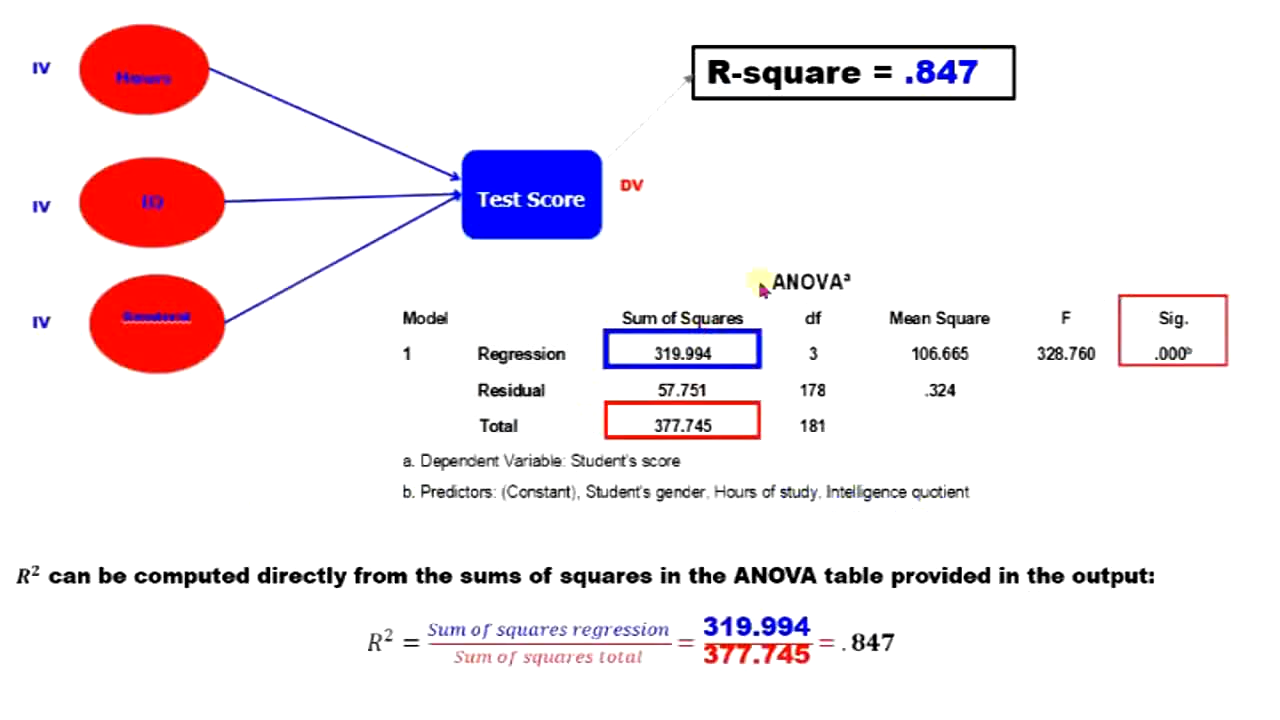 IV
Hours
R-square = .847
IV
IQ
Test Score
DV
IV
ANOVAª
Model Sum of Squares df Mean Square F Sig.
1 Regression 319.994 3 106.665 328.760 .000ᵇ
Residual 57.751 178 .324
Total 377.745 181
a. Dependent Variable: Student's score
b. Predictors: (Constant), Student's gender, Hours of study, Intelligence quotient
R² can be computed directly from the sums of squares in the ANOVA table provided in the output:
R² = Sum of squares regression / Sum of squares total = 319.994 / 377.745 = .847